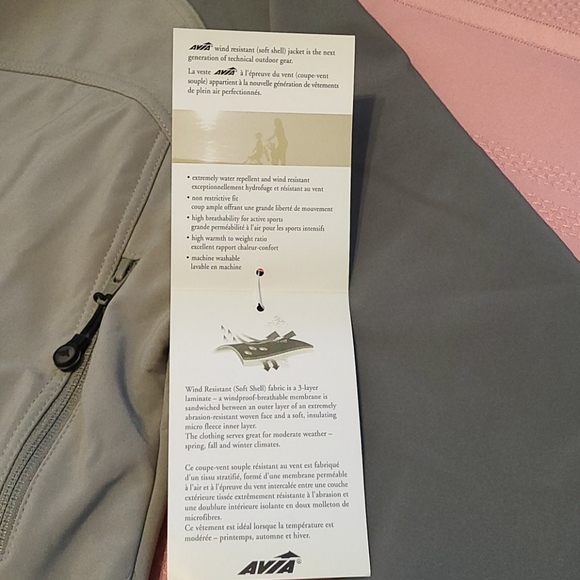 AVIA wind resistant (soft shell) jacket is the next
generation of technical outdoor gear.
La veste AVIA à l'épreuve du vent (coupe-vent
souple) appartient à la nouvelle génération de vêtements
de plein air perfectionnés.
• extremely water repellent and wind resistant
exceptionnellement hydrofuge et résistant au vent
• non restrictive fit
coup ample offrant une grande liberté de mouvement
• high breathability for active sports
grande perméabilité à l'air pour les sports intensifs
• high warmth to weight ratio
excellent rapport chaleur-confort
• machine washable
lavable en machine
Wind Resistant (Soft Shell) fabric is a 3-layer
laminate – a windproof-breathable membrane is
sandwiched between an outer layer of an extremely
abrasion-resistant woven face and a soft, insulating
micro fleece inner layer.
The clothing serves great for moderate weather –
spring, fall and winter climates.
Ce coupe-vent souple résistant au vent est fabriqué
d'un tissu stratifié, formé d'une membrane perméable
à l'air et à l'épreuve du vent intercalée entre une couche
extérieure tissée extrêmement résistante à l'abrasion et
une doublure intérieure isolante en doux molleton de
microfibres.
Ce vêtement est idéal lorsque la température est
modérée – printemps, automne et hiver.
AVIA®